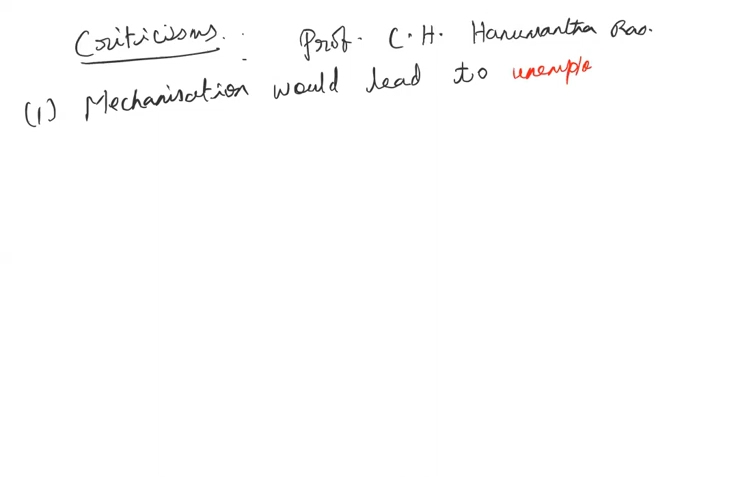 Criticisms. Prof. C.H. Hanumantha Rao.
(1) Mechanisation would lead to unemplo